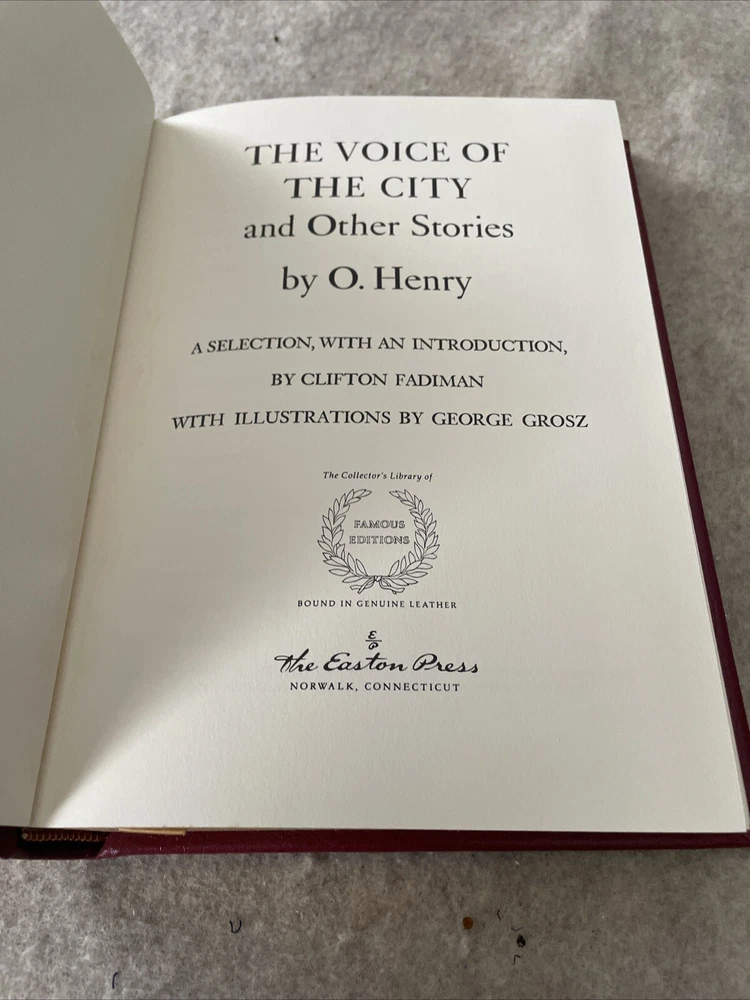 THE VOICE OF
THE CITY
and Other Stories
by O. Henry
A SELECTION, WITH AN INTRODUCTION,
BY CLIFTON FADIMAN
WITH ILLUSTRATIONS BY GEORGE GROSZ
The Collector's Library of
FAMOUS
EDITIONS
BOUND IN GENUINE LEATHER
E
P
The Easton Press
NORWALK, CONNECTICUT